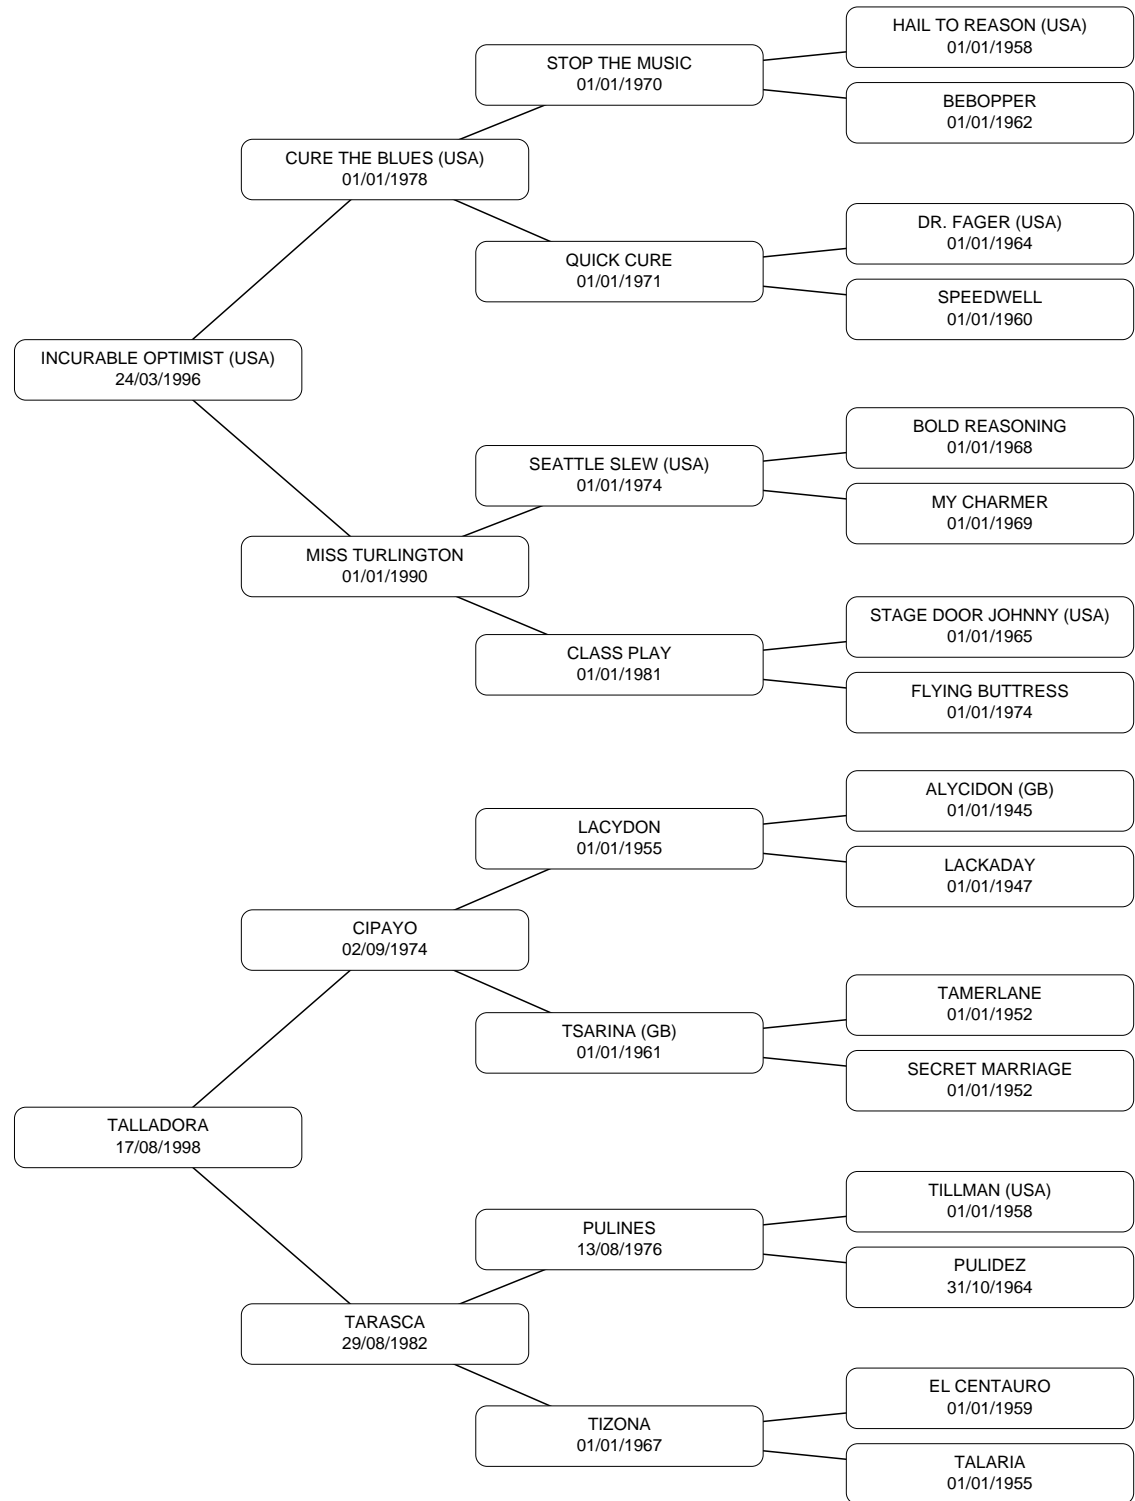 HAIL TO REASON (USA)
01/01/1958
STOP THE MUSIC
01/01/1970
BEBOPPER
01/01/1962
CURE THE BLUES (USA)
01/01/1978
DR. FAGER (USA)
01/01/1964
QUICK CURE
01/01/1971
SPEEDWELL
01/01/1960
INCURABLE OPTIMIST (USA)
24/03/1996
BOLD REASONING
01/01/1968
SEATTLE SLEW (USA)
01/01/1974
MY CHARMER
01/01/1969
MISS TURLINGTON
01/01/1990
STAGE DOOR JOHNNY (USA)
01/01/1965
CLASS PLAY
01/01/1981
FLYING BUTTRESS
01/01/1974
ALYCIDON (GB)
01/01/1945
LACYDON
01/01/1955
LACKADAY
01/01/1947
CIPAYO
02/09/1974
TAMERLANE
01/01/1952
TSARINA (GB)
01/01/1961
SECRET MARRIAGE
01/01/1952
TALLADORA
17/08/1998
TILLMAN (USA)
01/01/1958
PULINES
13/08/1976
PULIDEZ
31/10/1964
TARASCA
29/08/1982
EL CENTAURO
01/01/1959
TIZONA
01/01/1967
TALARIA
01/01/1955